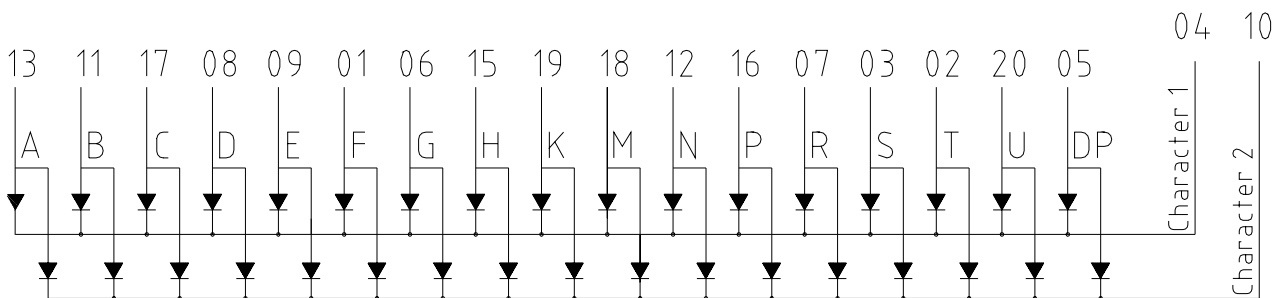 04 10
13 11 17 08 09 01 06 15 19 18 12 16 07 03 02 20 05
A B C D E F G H K M N P R S T U DP
Character 1
Character 2